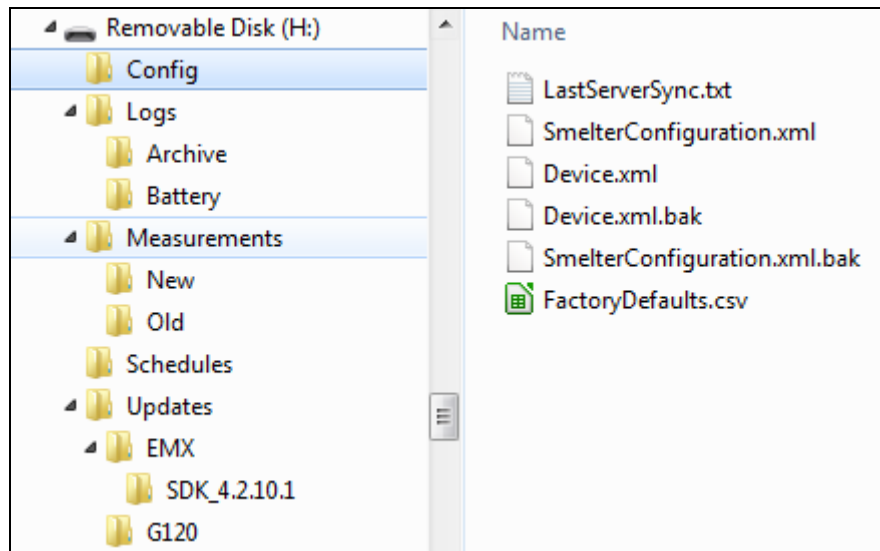 Removable Disk (H:)
Config
Logs
Archive
Battery
Measurements
New
Old
Schedules
Updates
EMX
SDK_4.2.10.1
G120
Name
LastServerSync.txt
SmelterConfiguration.xml
Device.xml
Device.xml.bak
SmelterConfiguration.xml.bak
FactoryDefaults.csv